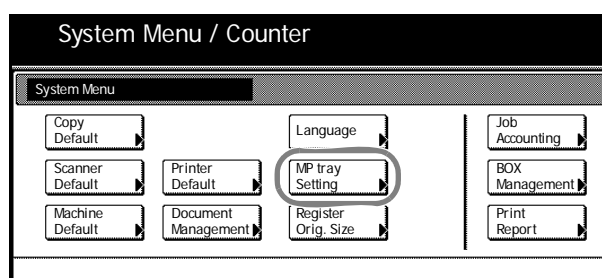 System Menu / Counter
System Menu
Copy
Default
Language
Job
Accounting
Scanner
Default
Printer
Default
MP tray
Setting
BOX
Management
Machine
Default
Document
Management
Register
Orig. Size
Print
Report